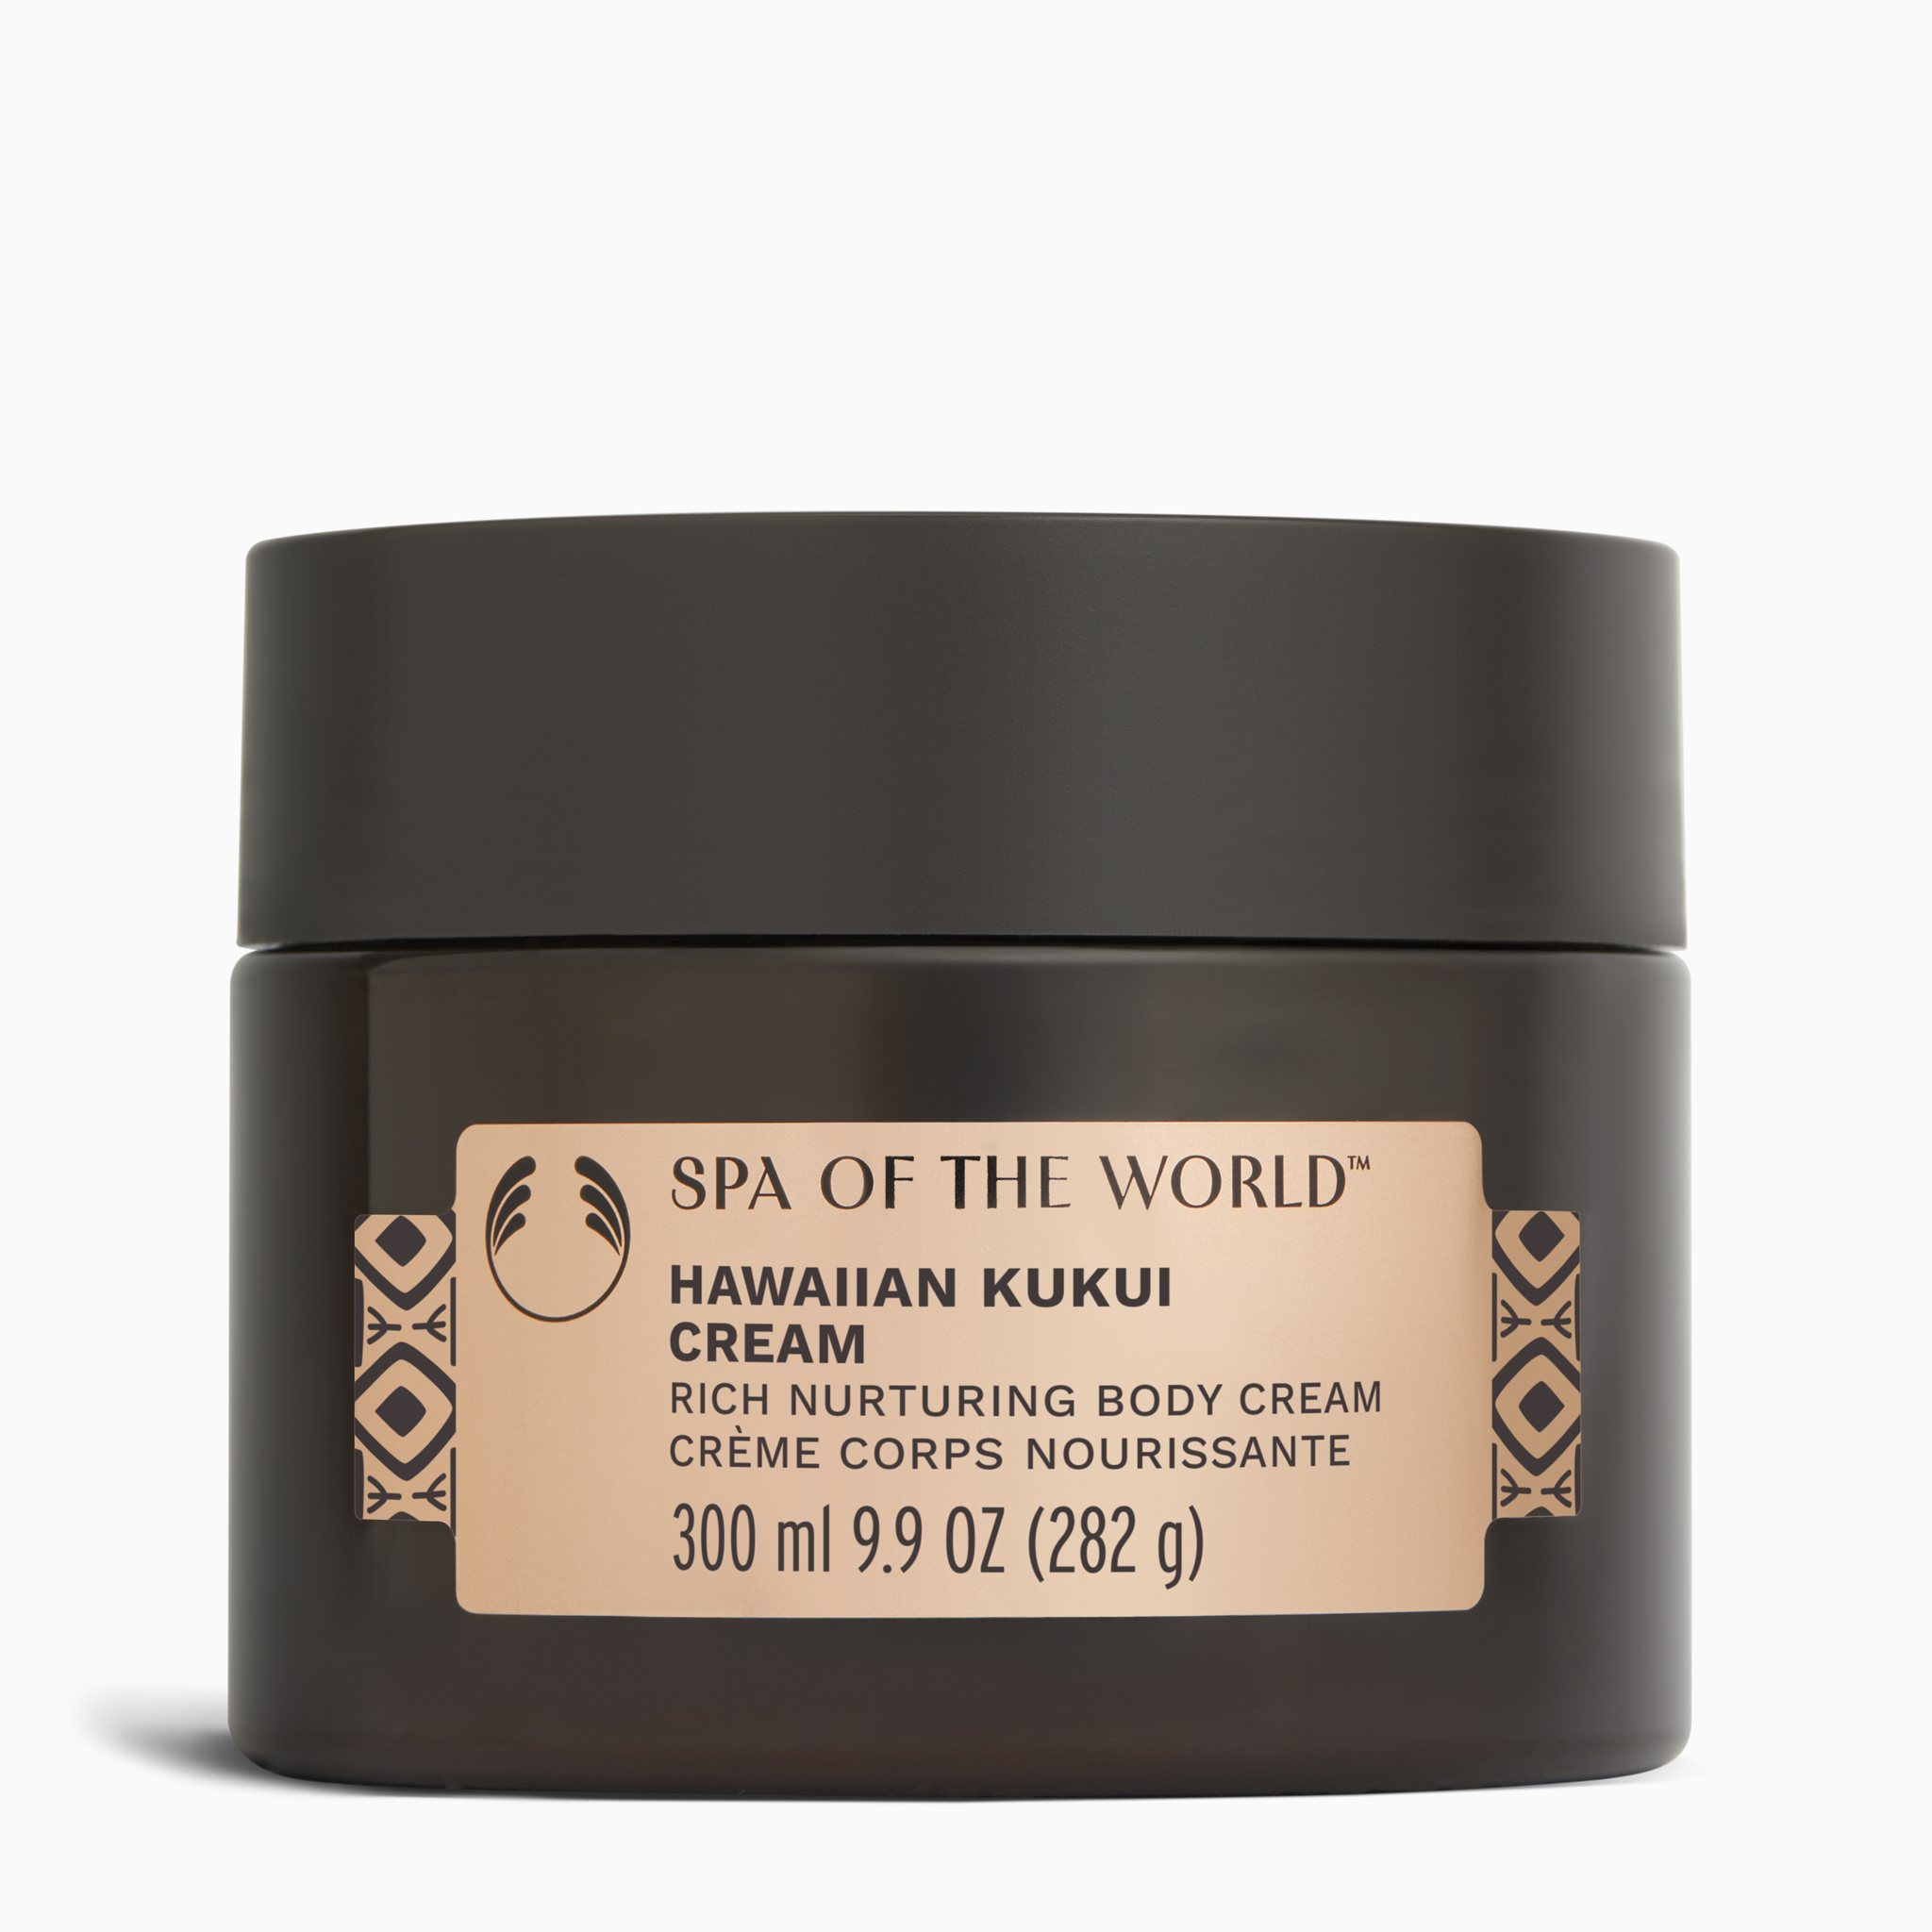 SPA OF THE WORLD™
HAWAIIAN KUKUI
CREAM
RICH NURTURING BODY CREAM
CRÈME CORPS NOURISSANTE
300 ml 9.9 OZ (282 g)